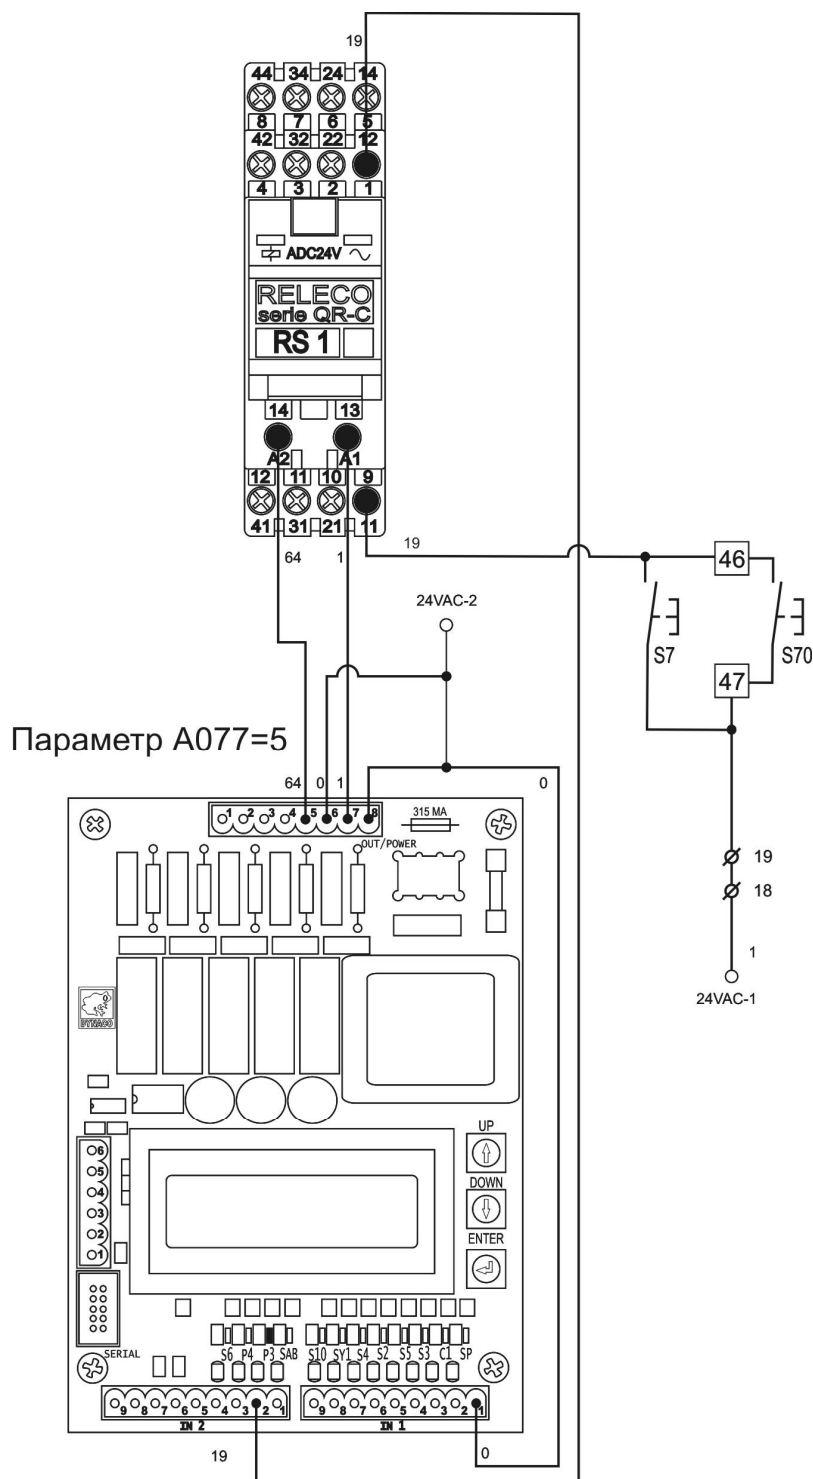 19
44 34 24 14
8 7 6 5
42 32 22 12
4 3 2 1
ADC24V
RELECO
serie QR-C
RS 1
14 13
A2 A1
12 11 10 9
41 31 21 11
19
64 1
46
24VAC-2
S7 S70
47
Параметр A077=5
64 0 1 0
1 2 3 4 5 6 7 8
315 MA
OUT/POWER
19
18
1
24VAC-1
DYNACO
UP
6
5
4
3
2
1
DOWN
ENTER
SERIAL
S6 P4 P3 SAB S10 SY1 S4 S2 S5 S3 C1 SP
9 8 7 6 5 4 3 2 1 9 8 7 6 5 4 3 2 1
IN 2 IN 1
19 0